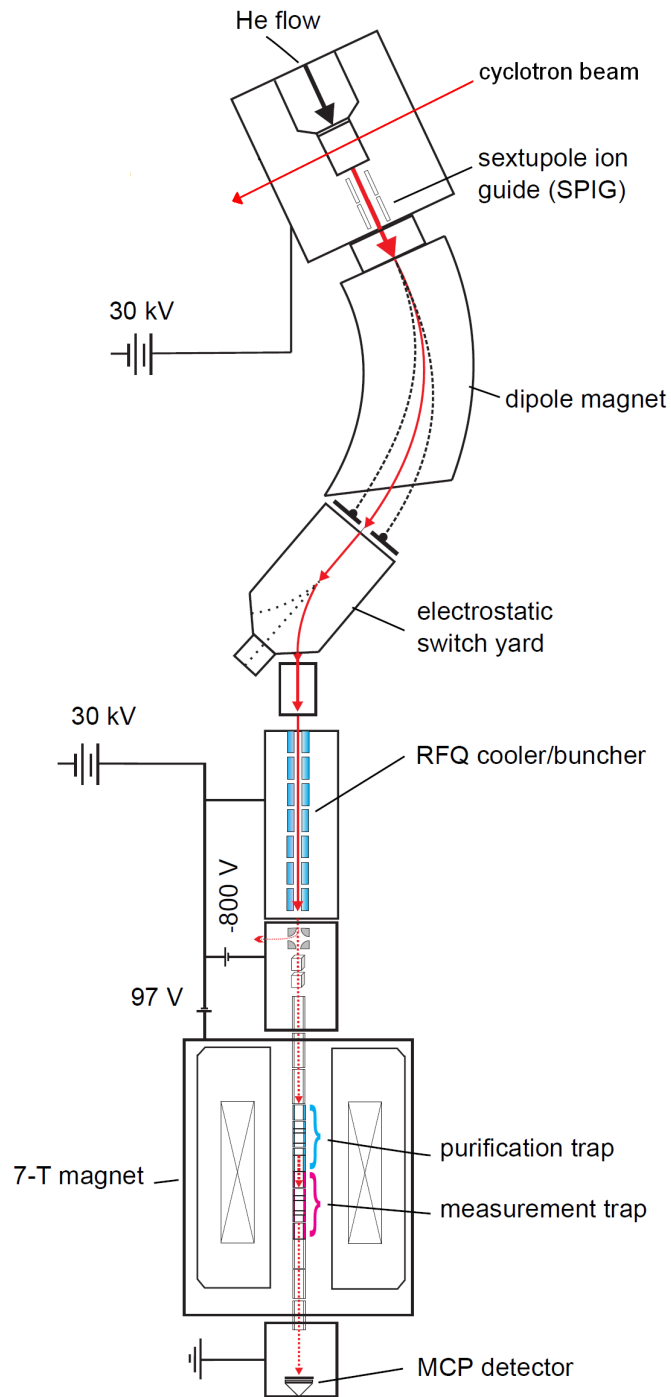 He flow
cyclotron beam
sextupole ion
guide (SPIG)
30 kV
dipole magnet
electrostatic
switch yard
30 kV
RFQ cooler/buncher
-800 V
97 V
purification trap
7-T magnet
measurement trap
MCP detector